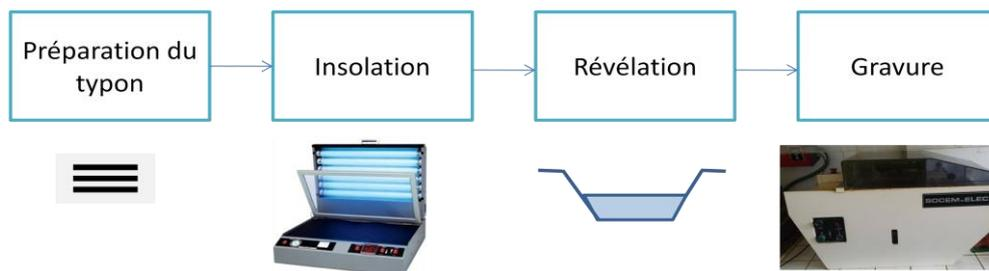 Préparation du
typon
Insolation
Révélation
Gravure
SOCEM-ELEC